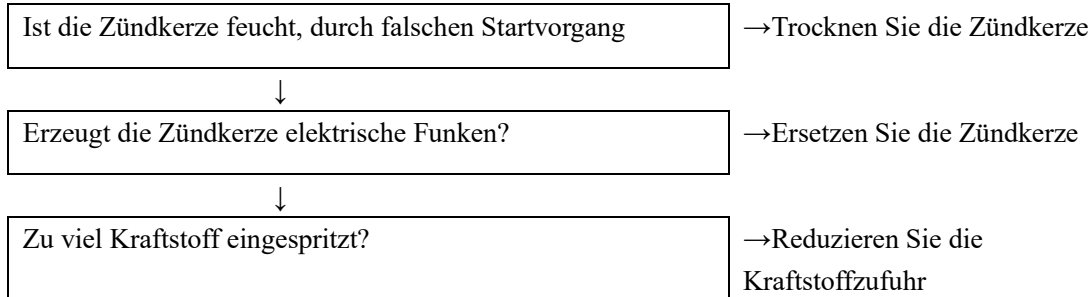 Ist die Zündkerze feucht, durch falschen Startvorgang →Trocknen Sie die Zündkerze
↓
Erzeugt die Zündkerze elektrische Funken? →Ersetzen Sie die Zündkerze
↓
Zu viel Kraftstoff eingespritzt? →Reduzieren Sie die
Kraftstoffzufuhr